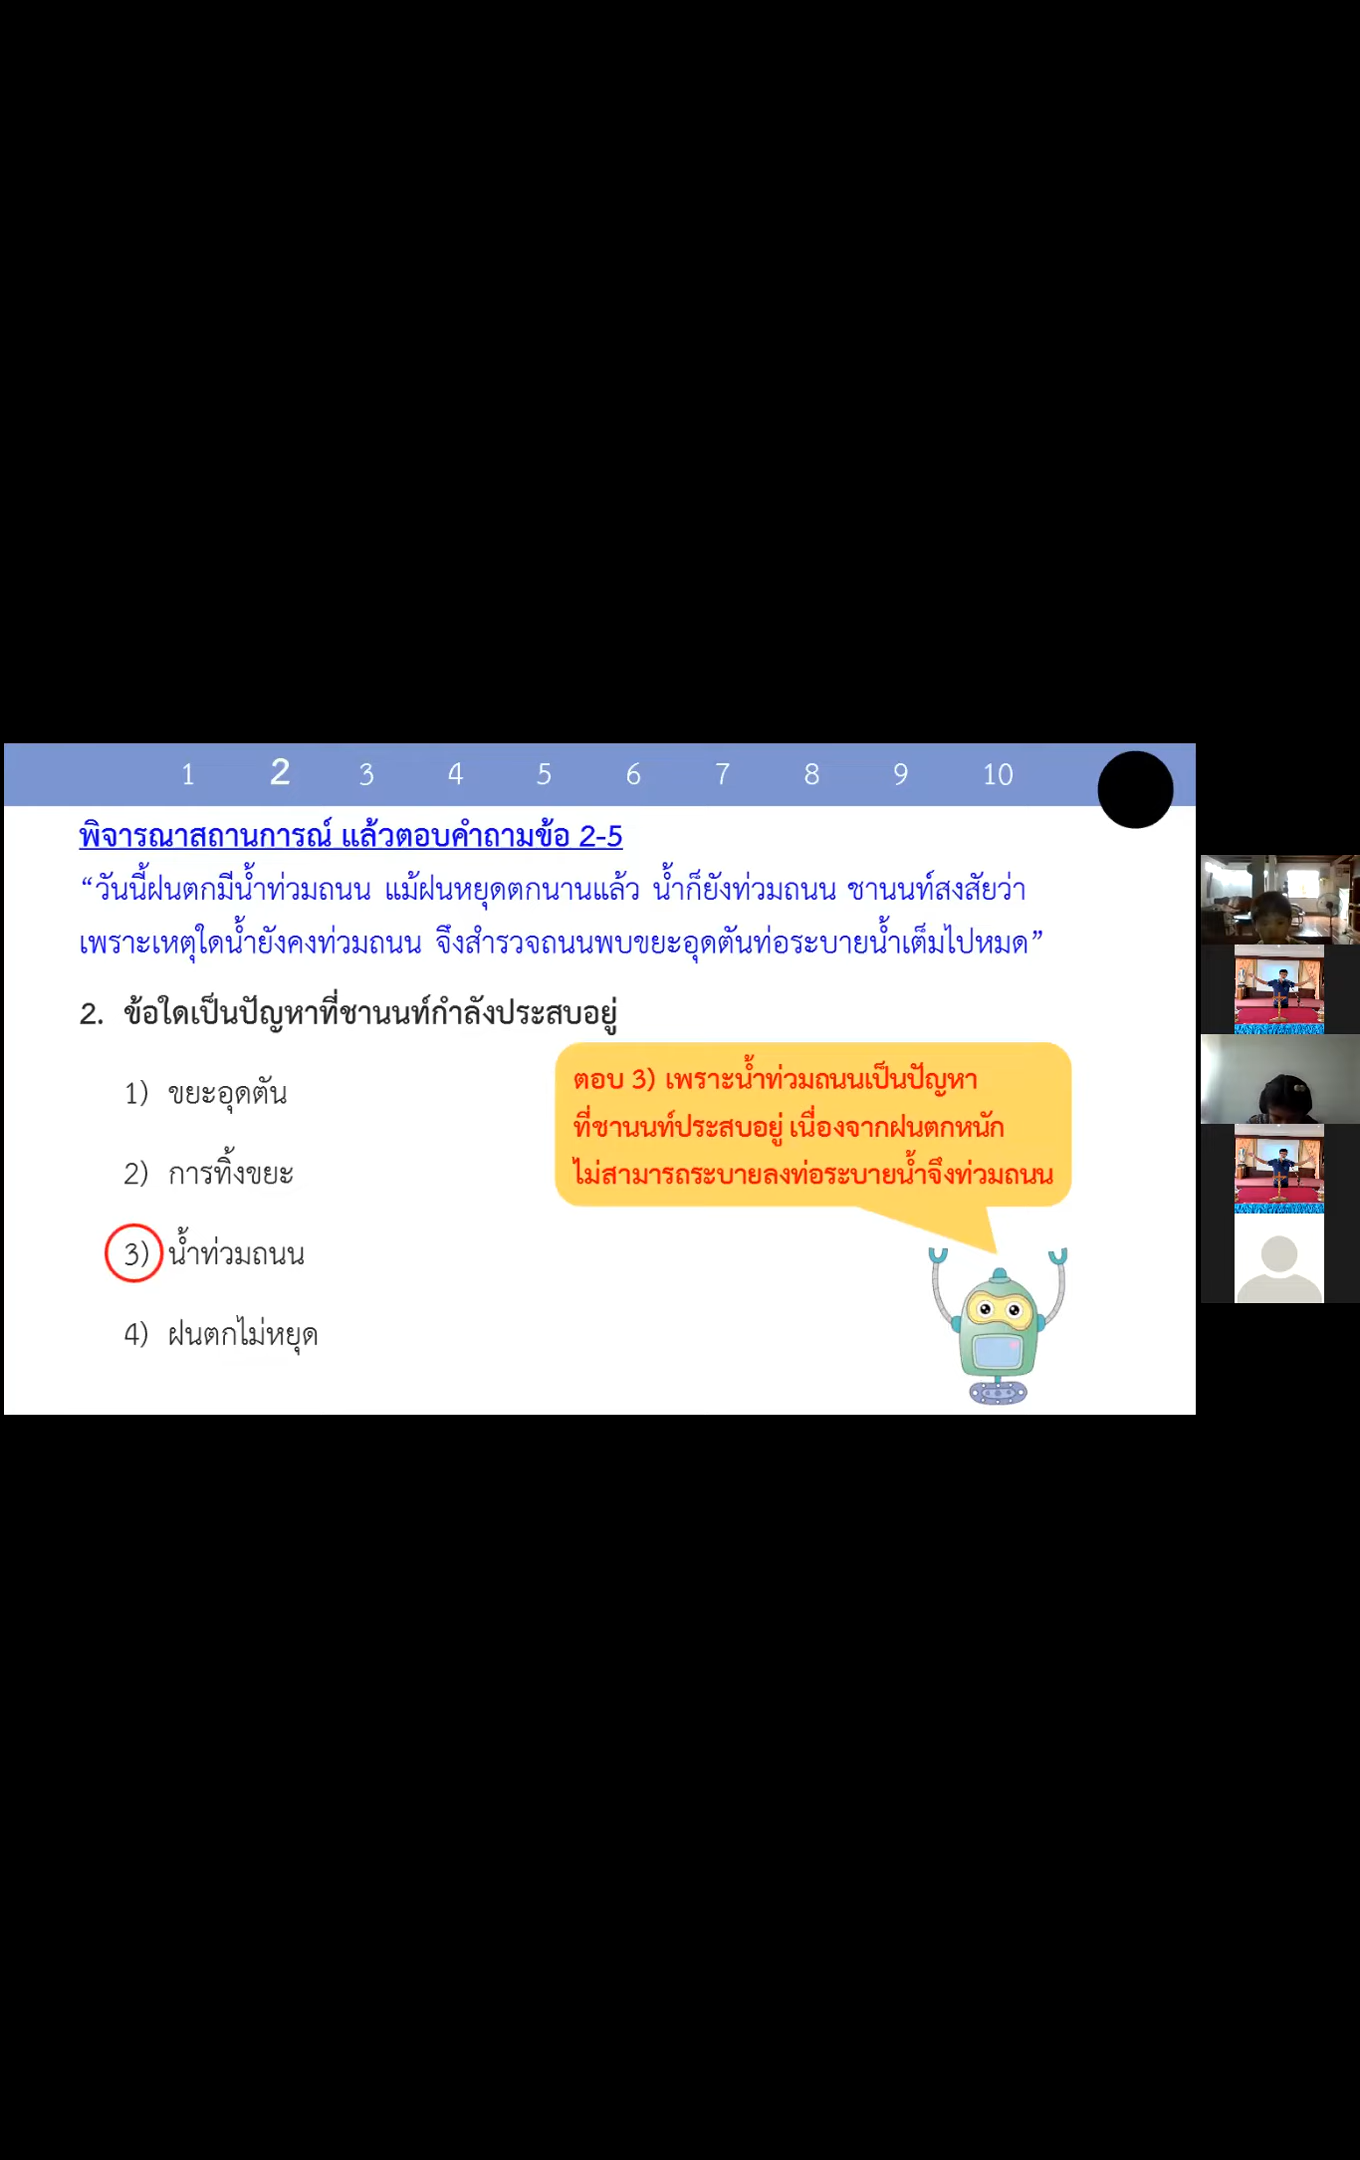 1 2 3 4 5 6 7 8 9 10
พิจารณาสถานการณ์ แล้วตอบคำถามข้อ 2-5
“วันนี้ฝนตกมีน้ำท่วมถนน แม้ฝนหยุดตกนานแล้ว น้ำก็ยังท่วมถนน ชานนท์สงสัยว่า
เพราะเหตุใดน้ำยังคงท่วมถนน จึงสำรวจถนนพบขยะอุดตันท่อระบายน้ำเต็มไปหมด”
2. ข้อใดเป็นปัญหาที่ชานนท์กำลังประสบอยู่
1) ขยะอุดตัน
2) การทิ้งขยะ
3) น้ำท่วมถนน
4) ฝนตกไม่หยุด
ตอบ 3) เพราะน้ำท่วมถนนเป็นปัญหา
ที่ชานนท์ประสบอยู่ เนื่องจากฝนตกหนัก
ไม่สามารถระบายลงท่อระบายน้ำจึงท่วมถนน